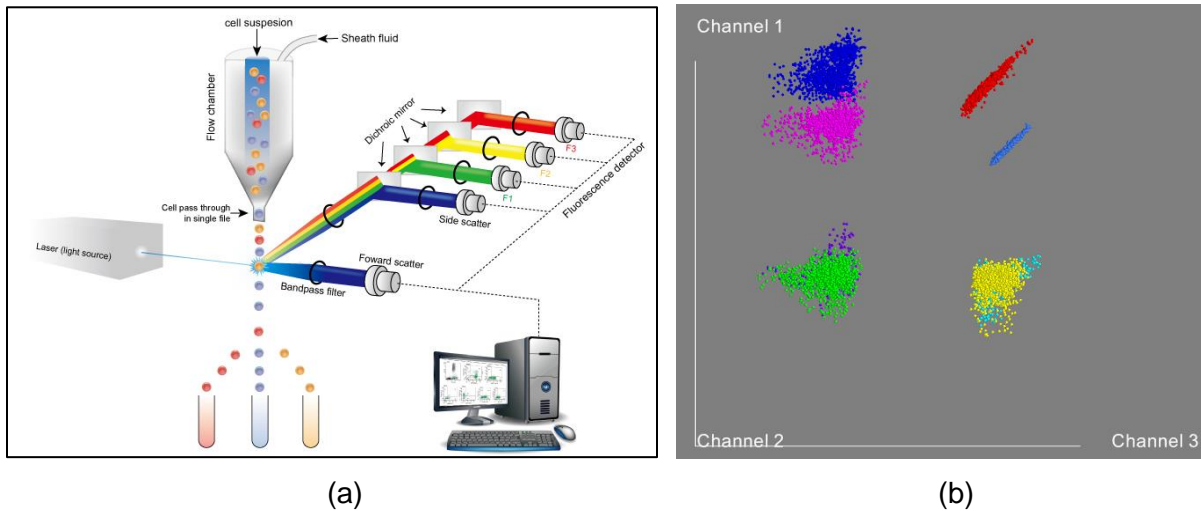 cell suspesion
Sheath fluid
Flow chamber
Cell pass through
in single file
Laser (light source)
Dichroic mirror
F3
F2
F1
Side scatter
Fluorescence detector
Foward scatter
Bandpass filter
(a)
Channel 1
Channel 2
Channel 3
(b)